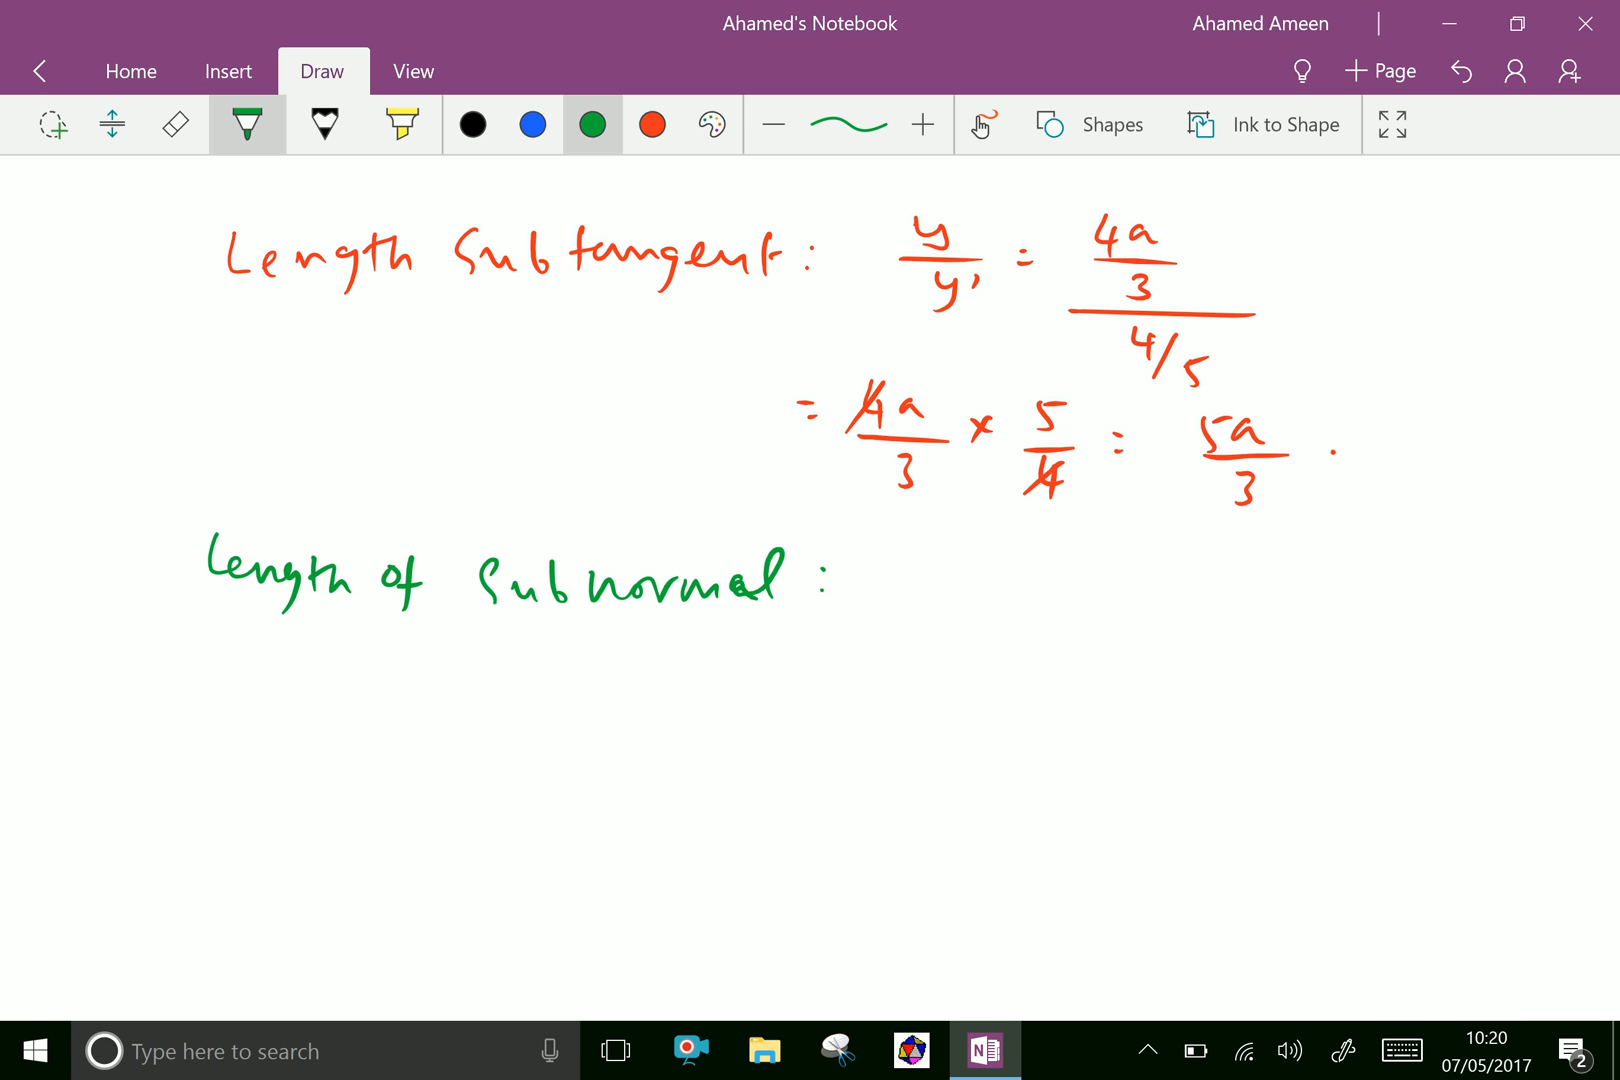 Ahamed's Notebook
Ahamed Ameen
Home Insert Draw View
Page
Shapes Ink to Shape
Length Subtangent : y/y' = (4a/3)/(4/5)
= 4a/3 × 5/4 = 5a/3 .
Length of Subnormal :
Type here to search
N
10:20
07/05/2017
2